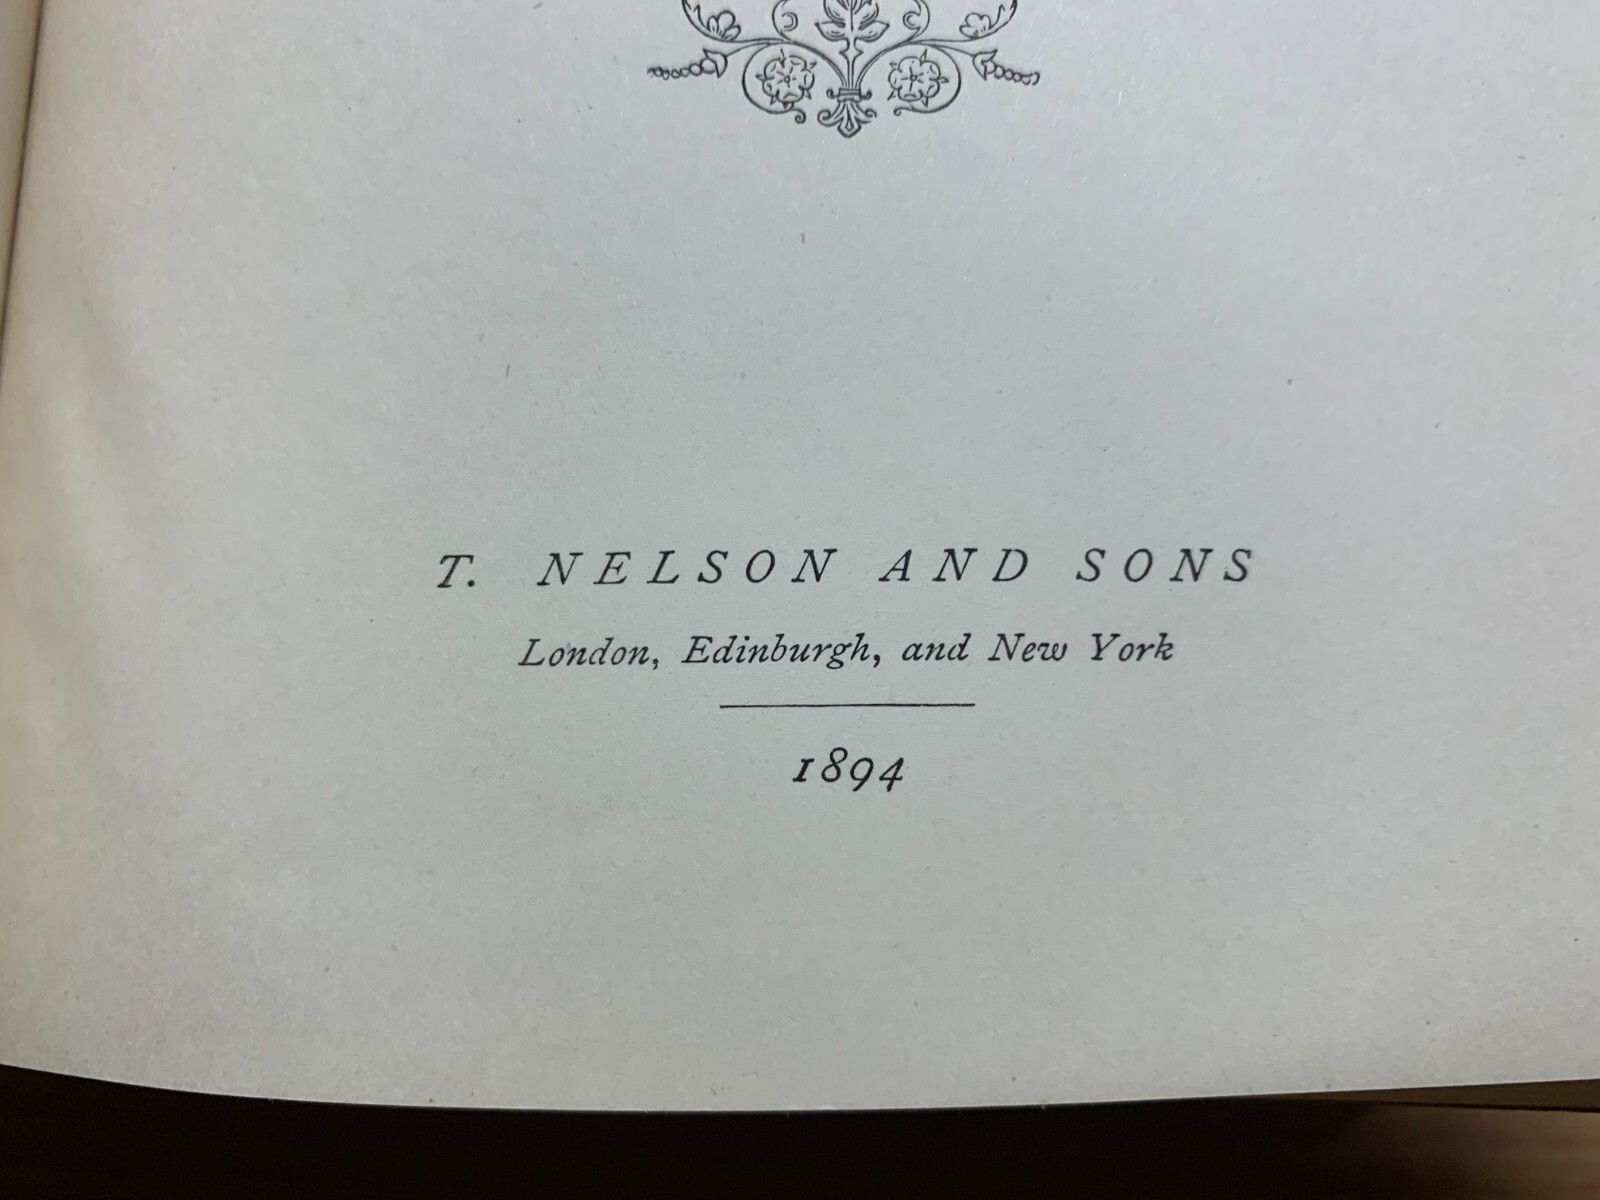 T. NELSON AND SONS
London, Edinburgh, and New York
1894